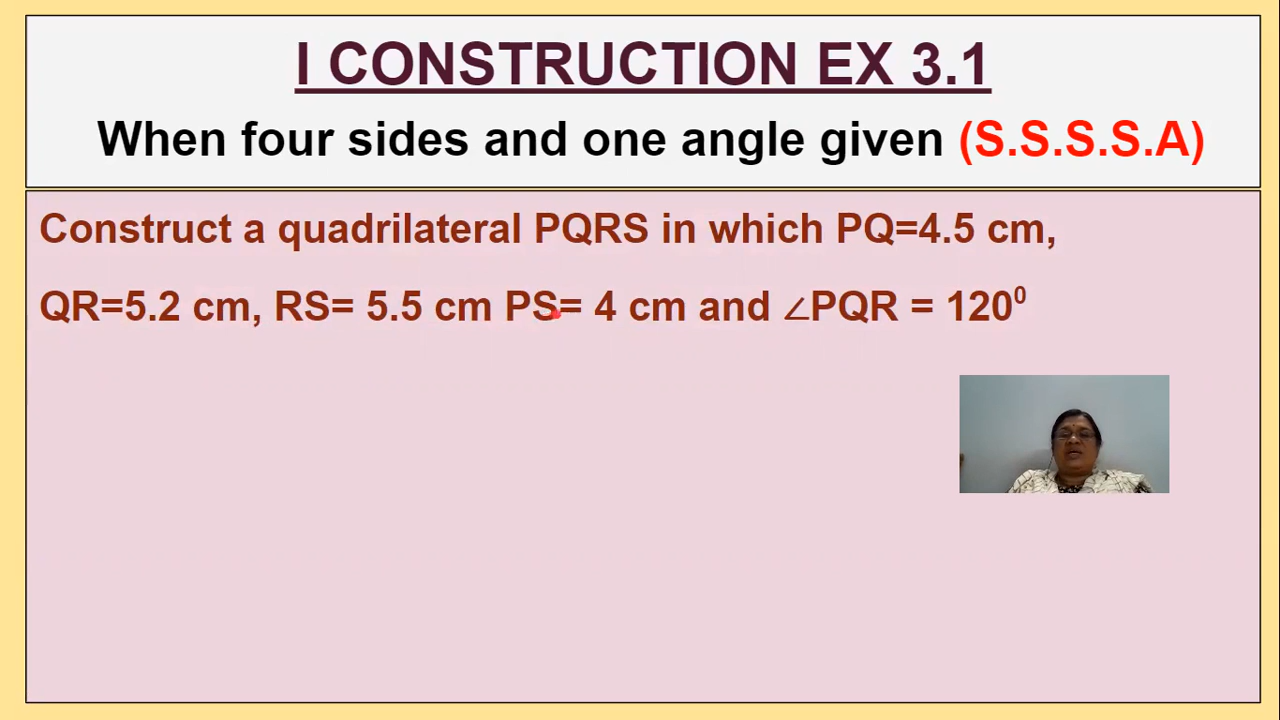 I CONSTRUCTION EX 3.1
When four sides and one angle given (S.S.S.S.A)
Construct a quadrilateral PQRS in which PQ=4.5 cm,
QR=5.2 cm, RS= 5.5 cm PS= 4 cm and ∠PQR = 120⁰